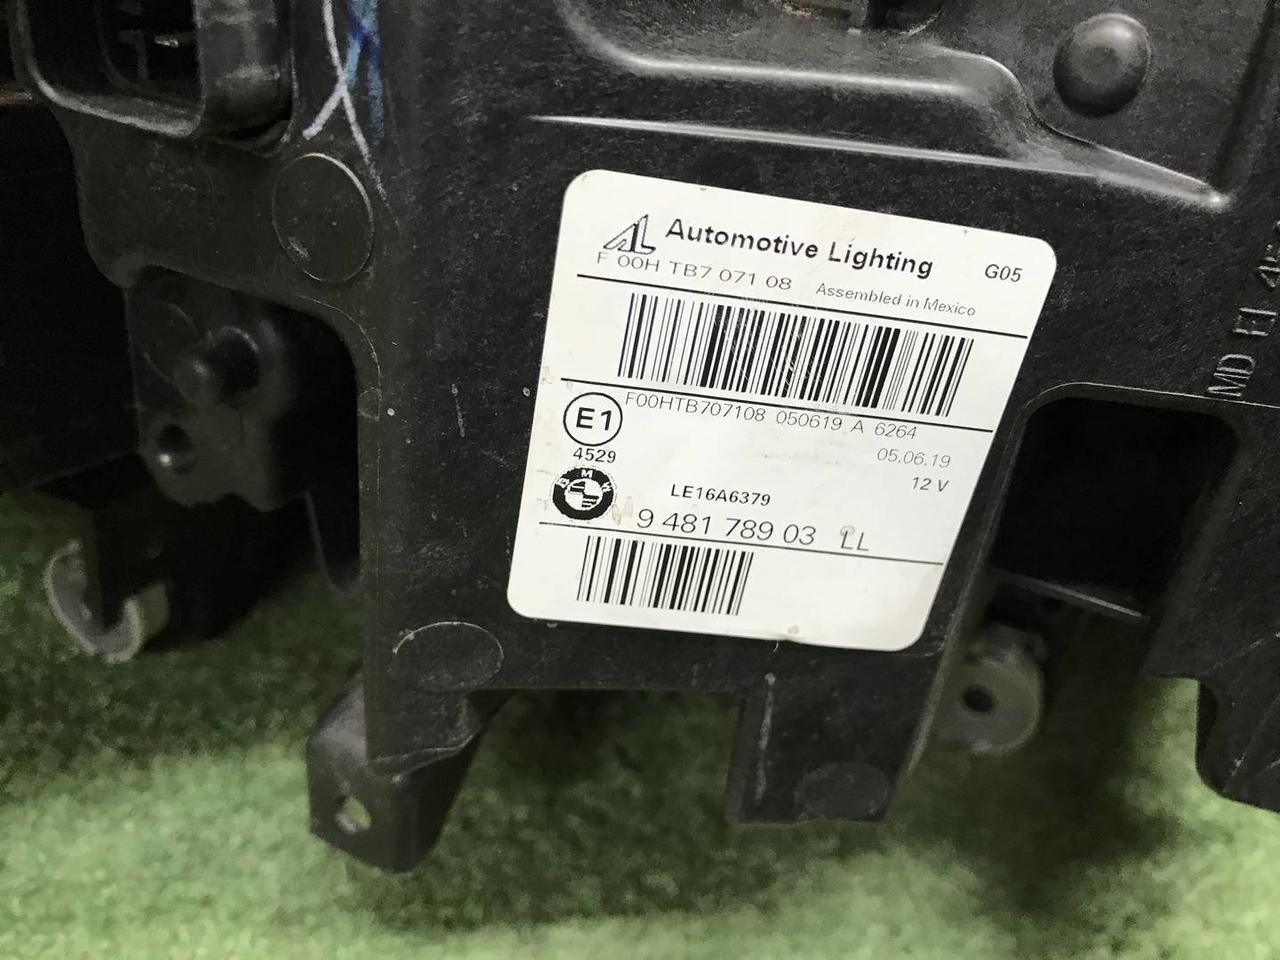 Automotive Lighting G05
F 00H TB7 071 08 Assembled in Mexico
F00HTB707108 050619 A 6264
E1
4529
05.06.19
12 V
BMW
LE16A6379
9 481 789 03 LL